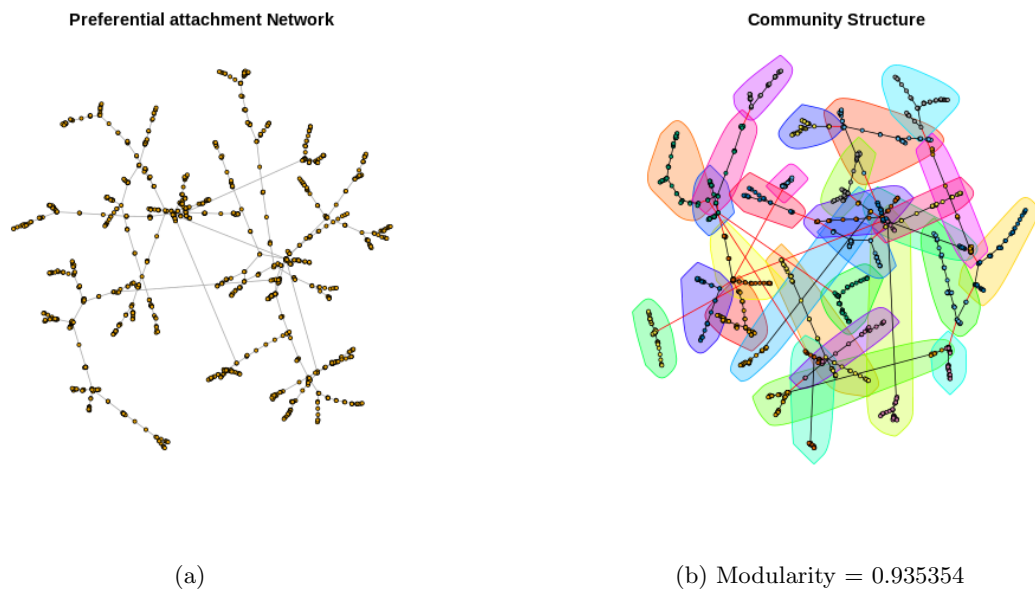 Preferential attachment Network
Community Structure
(a)
(b) Modularity = 0.935354